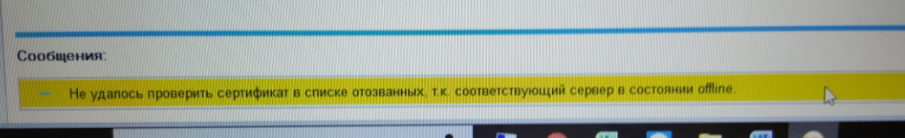 Сообщения:
Не удалось проверить сертификат в списке отозванных, т.к. соответствующий сервер в состоянии offline.